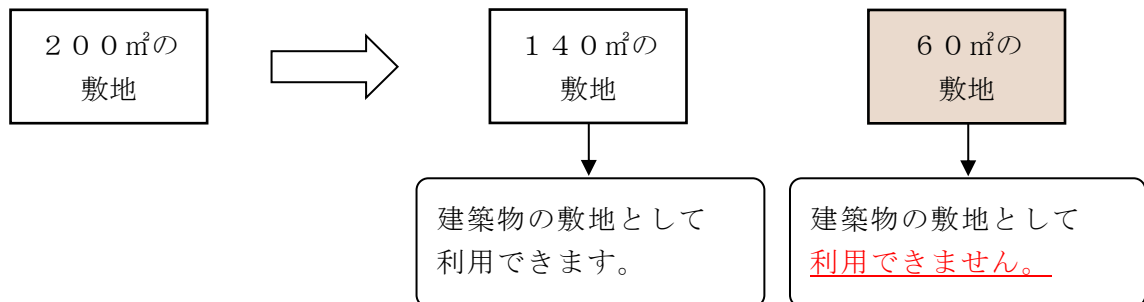 ２００㎡の
敷地
１４０㎡の
敷地
６０㎡の
敷地
建築物の敷地として
利用できます。
建築物の敷地として
利用できません。